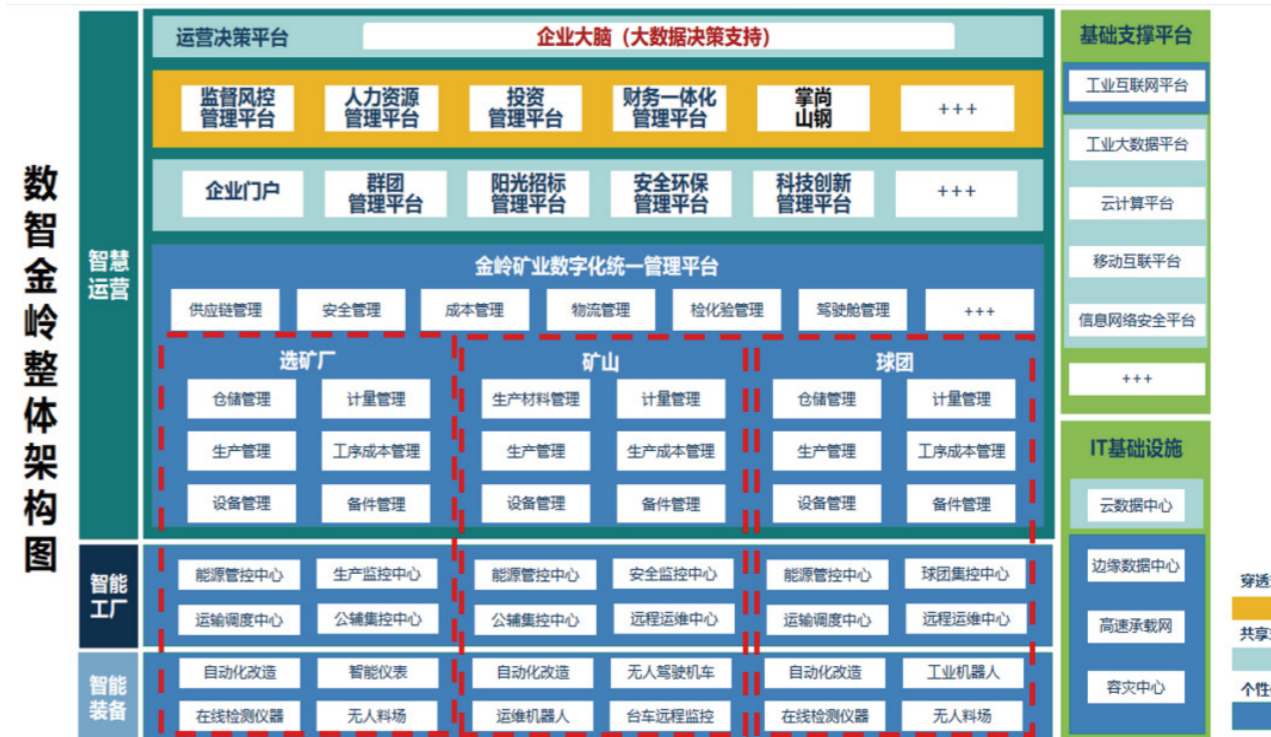 数智金岭整体架构图
智慧
运营
运营决策平台
企业大脑（大数据决策支持）
监督风控
管理平台
人力资源
管理平台
投资
管理平台
财务一体化
管理平台
掌尚
山钢
+++
企业门户
群团
管理平台
阳光招标
管理平台
安全环保
管理平台
科技创新
管理平台
+++
金岭矿业数字化统一管理平台
供应链管理
安全管理
成本管理
物流管理
检化验管理
驾驶舱管理
+++
选矿厂
仓储管理
计量管理
生产管理
工序成本管理
设备管理
备件管理
矿山
生产材料管理
计量管理
生产管理
生产成本管理
设备管理
备件管理
球团
仓储管理
计量管理
生产管理
工序成本管理
设备管理
备件管理
智能
工厂
能源管控中心
生产监控中心
运输调度中心
公辅集控中心
能源管控中心
安全监控中心
公辅集控中心
远程运维中心
能源管控中心
球团集控中心
运输调度中心
远程运维中心
智能
装备
自动化改造
智能仪表
在线检测仪器
无人料场
自动化改造
无人驾驶机车
运维机器人
台车远程监控
自动化改造
工业机器人
在线检测仪器
无人料场
基础支撑平台
工业互联网平台
工业大数据平台
云计算平台
移动互联平台
信息网络安全平台
+++
IT基础设施
云数据中心
边缘数据中心
高速承载网
容灾中心
穿透
共享
个性